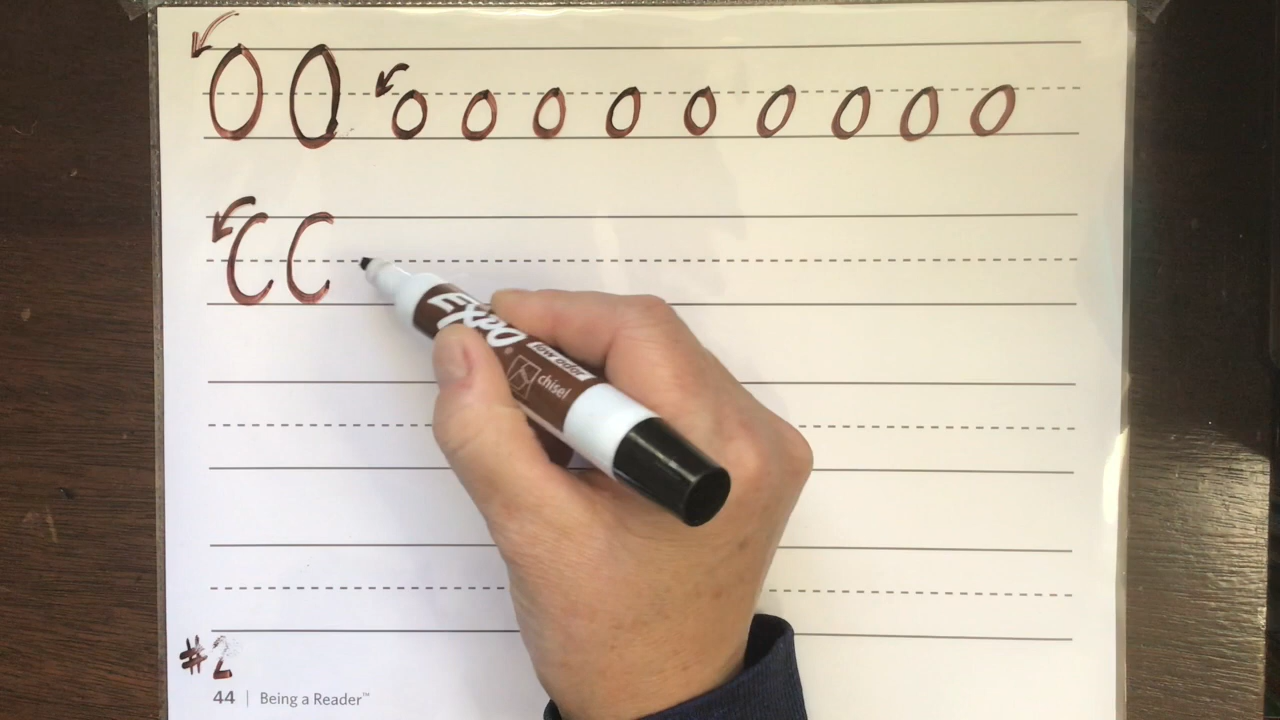 O O o o o o o o o o o
C C
EXPO
low odor
chisel
#2
44 | Being a Reader™